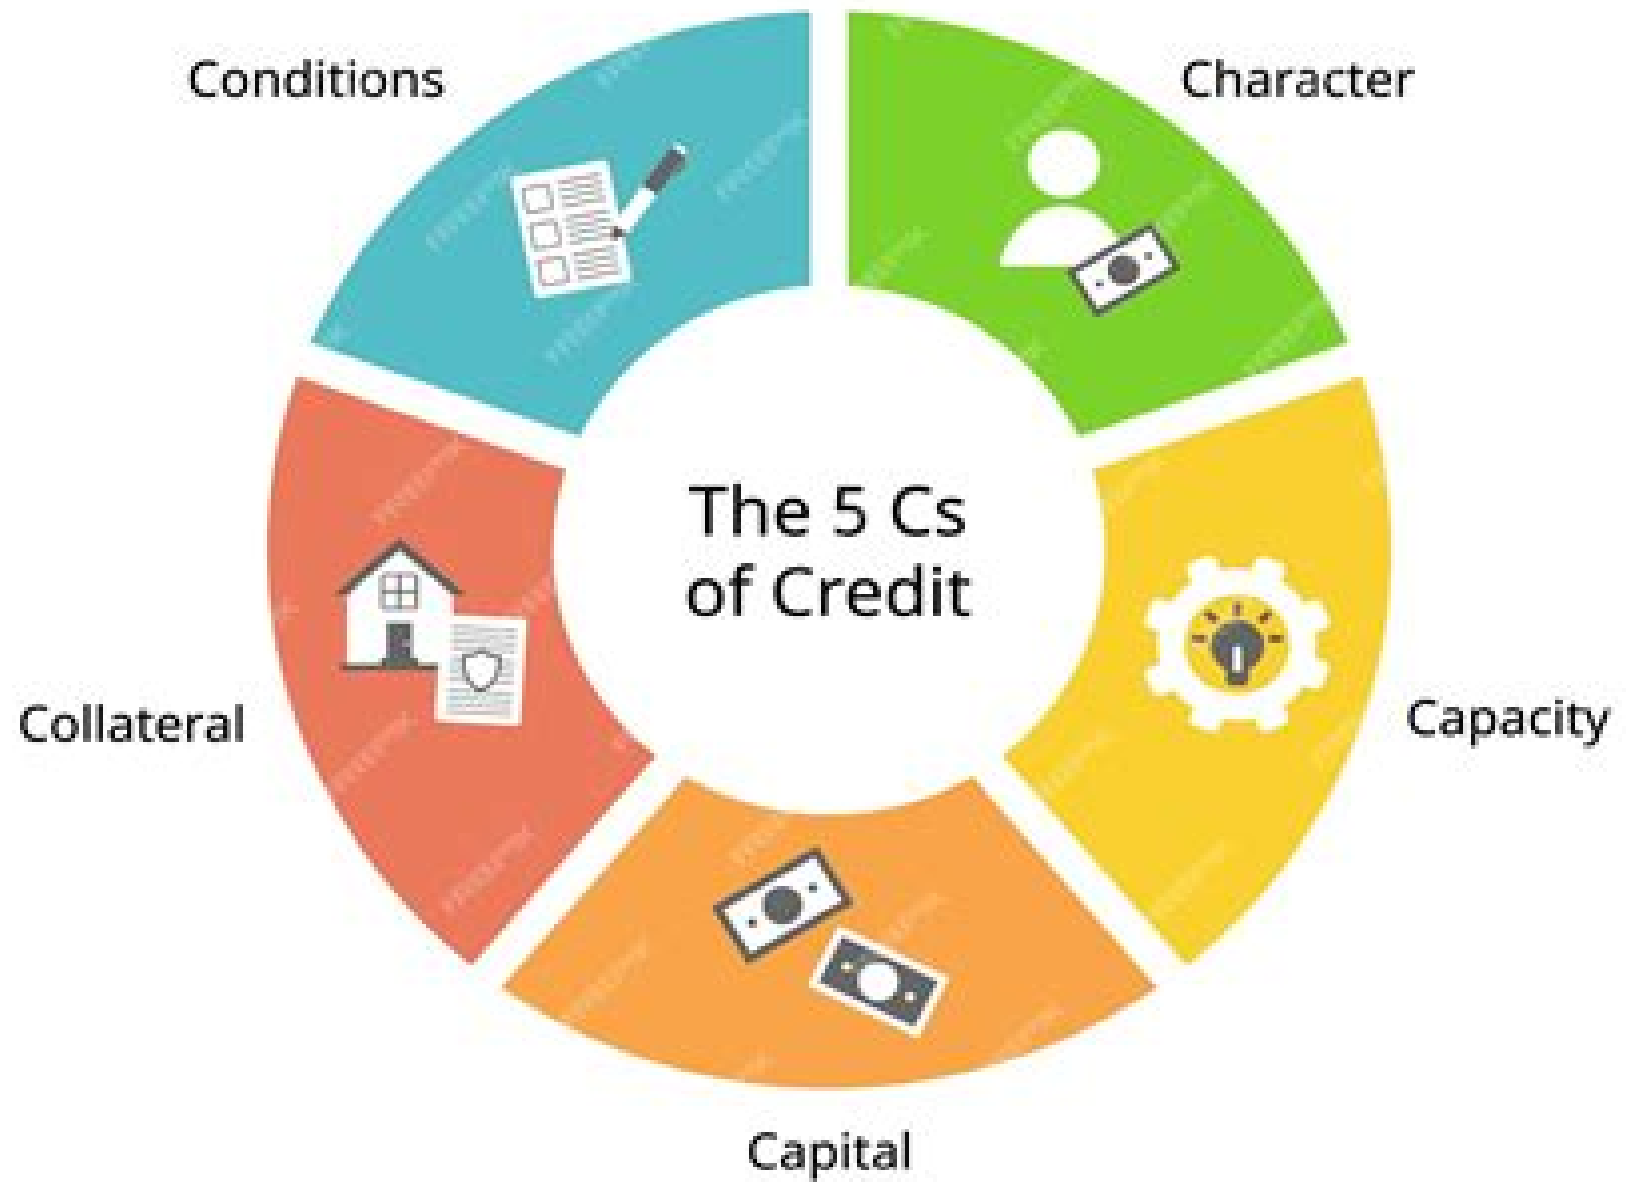 Conditions
Character
The 5 Cs
of Credit
Collateral
Capacity
Capital